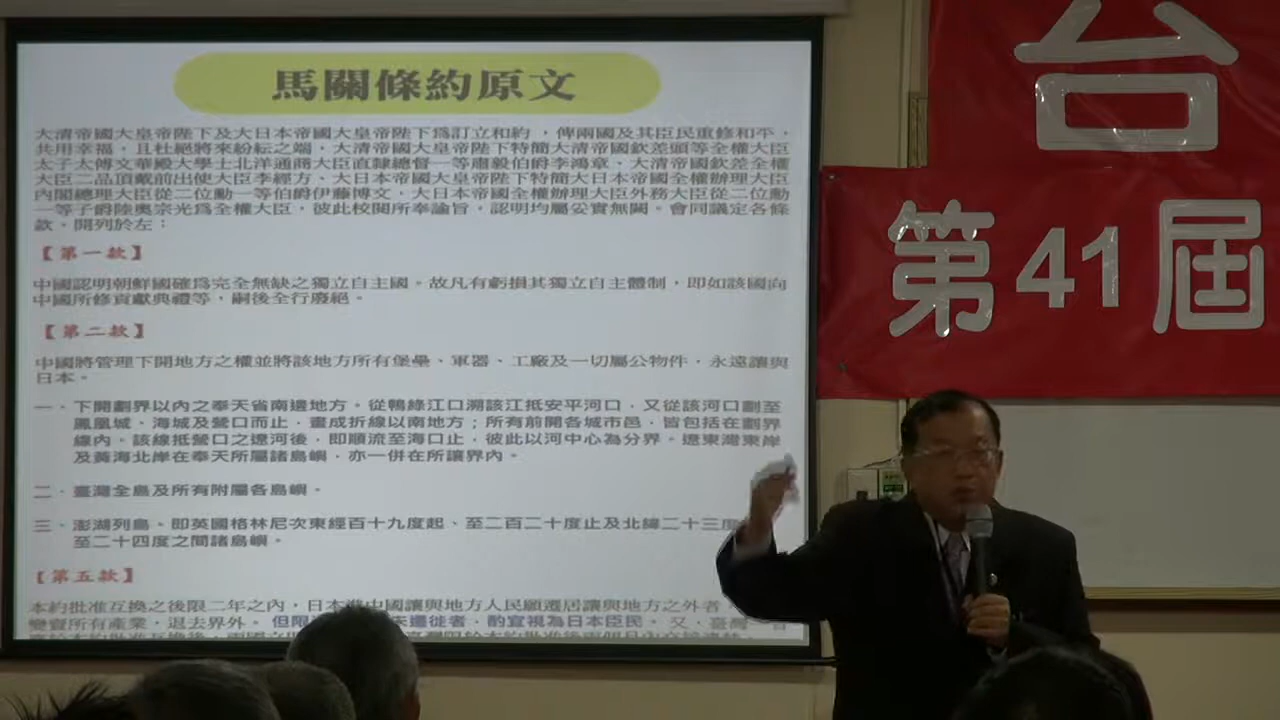 馬關條約原文
大清帝國大皇帝陛下及大日本帝國大皇帝陛下爲訂立和約，俾兩國及其臣民重修和平，
共用幸福，且杜絕將來紛紜之端，大清帝國大皇帝陛下特簡大清帝國欽差頭等全權大臣
太子太傅文華殿大學士北洋通商大臣直隸總督一等肅毅伯爵李鴻章、大清帝國欽差全權
大臣二品頂戴前出使大臣李經方、大日本帝國大皇帝陛下特簡大日本帝國全權辦理大臣
內閣總理大臣從二位勳一等伯爵伊藤博文、大日本帝國全權辦理大臣外務大臣從二位勳
一等子爵陸奧宗光爲全權大臣，彼此校閱所奉諭旨，認明均屬妥實無闕。會同議定各條
款，開列於左：
【第一款】
中國認明朝鮮國確爲完全無缺之獨立自主國。故凡有虧損其獨立自主體制，即如該國向
中國所修貢獻典禮等，嗣後全行廢絕。
【第二款】
中國將管理下開地方之權並將該地方所有堡壘、軍器、工廠及一切屬公物件，永遠讓與
日本。
一、下開劃界以內之奉天省南邊地方。從鴨綠江口溯該江抵安平河口，又從該河口劃至
鳳凰城、海城及營口而止，畫成折線以南地方；所有前開各城市邑，皆包括在劃界
線內。該線抵營口之遼河後，即順流至海口止，彼此以河中心為分界。遼東灣東岸
及黃海北岸在奉天所屬諸島嶼，亦一併在所讓界內。
二、臺灣全島及所有附屬各島嶼。
三、澎湖列島。即英國格林尼次東經百十九度起、至二百二十度止及北緯二十三度
至二十四度之間諸島嶼。
【第五款】
本約批准互換之後限二年之內，日本准中國讓與地方人民願遷居讓與地方之外者，
變賣所有產業，退去界外。但限 未遷徙者，酌宜視為日本臣民。又，臺灣一省
台
第41屆